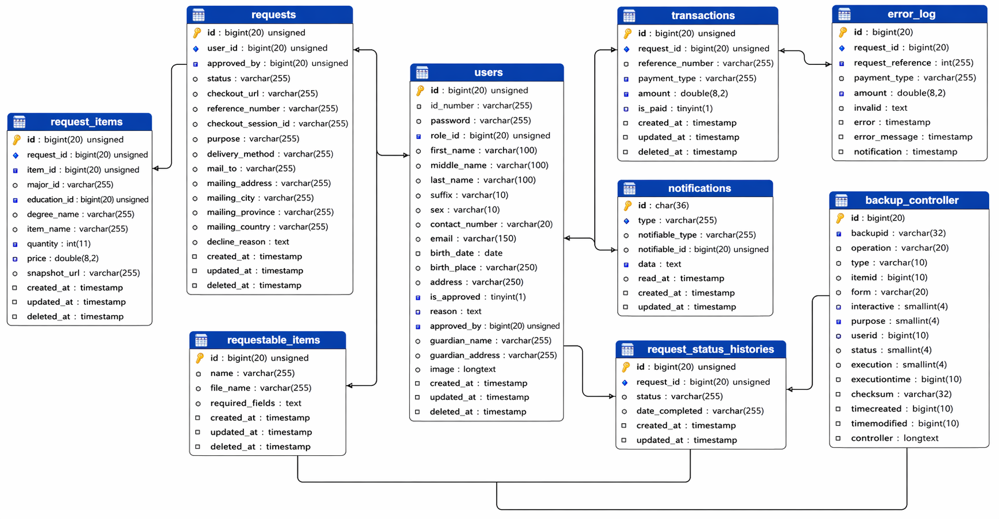 requests
id : bigint(20) unsigned
user_id : bigint(20) unsigned
approved_by : bigint(20) unsigned
status : varchar(255)
checkout_url : varchar(255)
reference_number : varchar(255)
checkout_session_id : varchar(255)
purpose : varchar(255)
delivery_method : varchar(255)
mail_to : varchar(255)
mailing_address : varchar(255)
mailing_city : varchar(255)
mailing_province : varchar(255)
mailing_country : varchar(255)
decline_reason : text
created_at : timestamp
updated_at : timestamp
deleted_at : timestamp
request_items
id : bigint(20) unsigned
request_id : bigint(20) unsigned
item_id : bigint(20) unsigned
major_id : varchar(255)
education_id : bigint(20) unsigned
degree_name : varchar(255)
item_name : varchar(255)
quantity : int(11)
price : double(8,2)
snapshot_url : varchar(255)
created_at : timestamp
updated_at : timestamp
deleted_at : timestamp
requestable_items
id : bigint(20) unsigned
name : varchar(255)
file_name : varchar(255)
required_fields : text
created_at : timestamp
updated_at : timestamp
deleted_at : timestamp
users
id : bigint(20) unsigned
id_number : varchar(255)
password : varchar(255)
role_id : bigint(20) unsigned
first_name : varchar(100)
middle_name : varchar(100)
last_name : varchar(100)
suffix : varchar(10)
sex : varchar(10)
contact_number : varchar(20)
email : varchar(150)
birth_date : date
birth_place : varchar(250)
address : varchar(250)
is_approved : tinyint(1)
reason : text
approved_by : bigint(20) unsigned
guardian_name : varchar(255)
guardian_address : varchar(255)
image : longtext
created_at : timestamp
updated_at : timestamp
deleted_at : timestamp
transactions
id : bigint(20) unsigned
request_id : bigint(20) unsigned
reference_number : varchar(255)
payment_type : varchar(255)
amount : double(8,2)
is_paid : tinyint(1)
created_at : timestamp
updated_at : timestamp
deleted_at : timestamp
notifications
id : char(36)
type : varchar(255)
notifiable_type : varchar(255)
notifiable_id : bigint(20) unsigned
data : text
read_at : timestamp
created_at : timestamp
updated_at : timestamp
request_status_histories
id : bigint(20) unsigned
request_id : bigint(20) unsigned
status : varchar(255)
date_completed : varchar(255)
created_at : timestamp
updated_at : timestamp
error_log
id : bigint(20)
request_id : bigint(20)
request_reference : int(255)
payment_type : varchar(255)
amount : double(8,2)
invalid : text
error : timestamp
error_message : timestamp
notification : timestamp
backup_controller
id : bigint(20)
backupid : varchar(32)
operation : varchar(20)
type : varchar(10)
itemid : bigint(10)
form : varchar(20)
interactive : smallint(4)
purpose : smallint(4)
userid : bigint(10)
status : smallint(4)
execution : smallint(4)
executiontime : bigint(10)
checksum : varchar(32)
timecreated : bigint(10)
timemodified : bigint(10)
controller : longtext